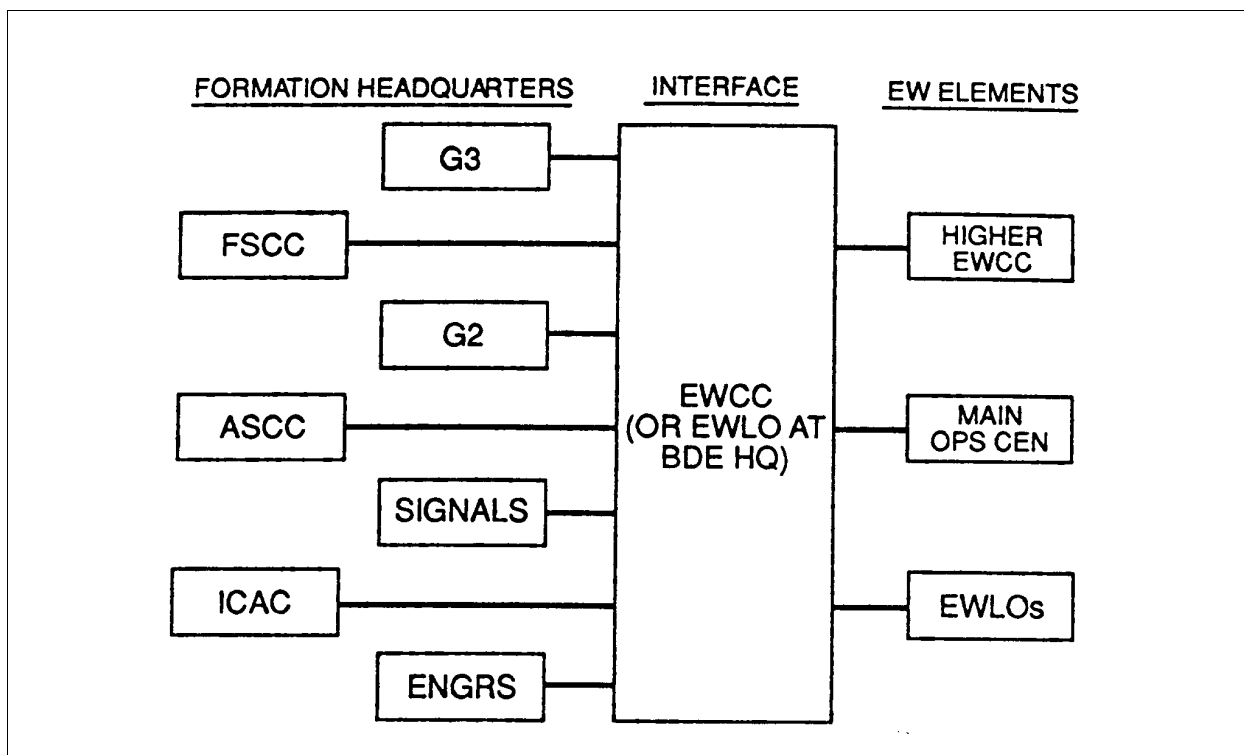 FORMATION HEADQUARTERS
INTERFACE
EW ELEMENTS
G3
FSCC
G2
ASCC
SIGNALS
ICAC
ENGRS
EWCC
(OR EWLO AT
BDE HQ)
HIGHER
EWCC
MAIN
OPS CEN
EWLOs